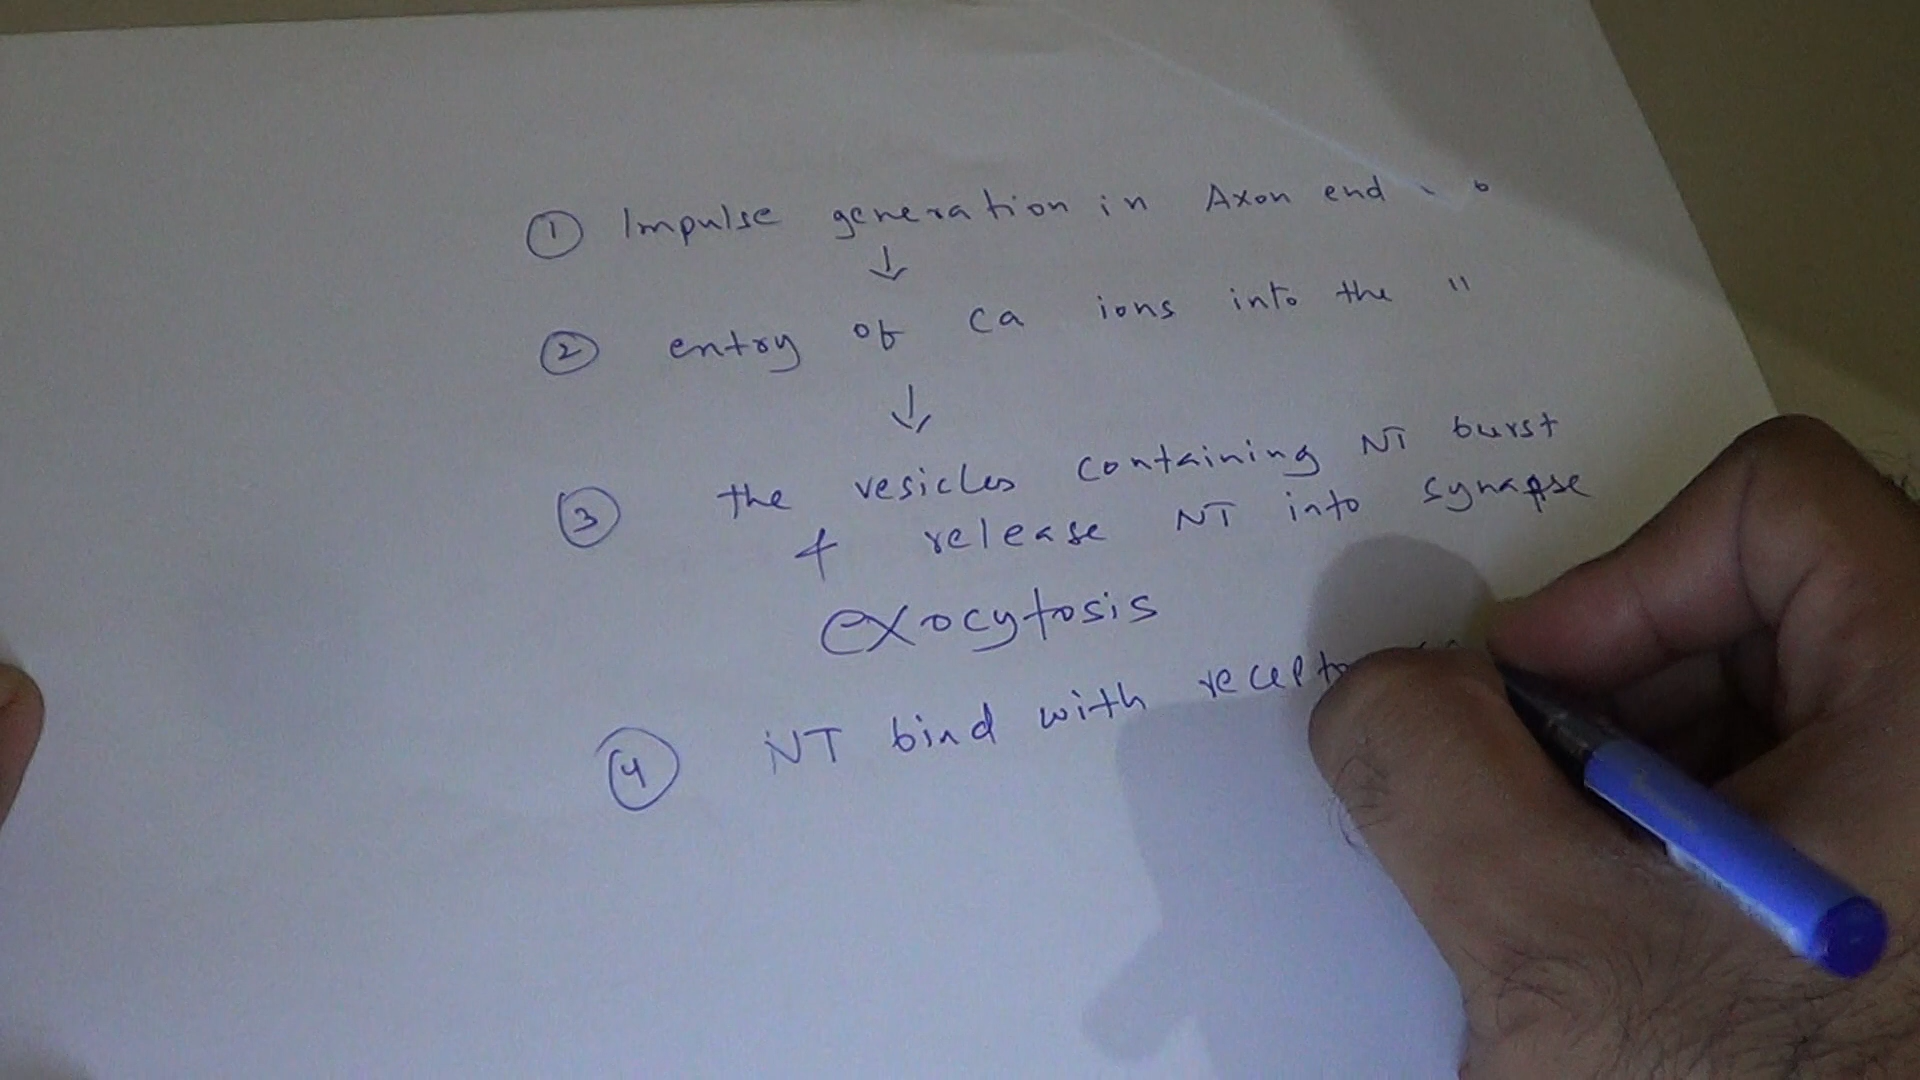 ① Impulse generation in Axon end
↓
② entry of ca ions into the "
↓
③ the vesicles containing NT burst
& release NT into synapse
exocytosis
④ NT bind with